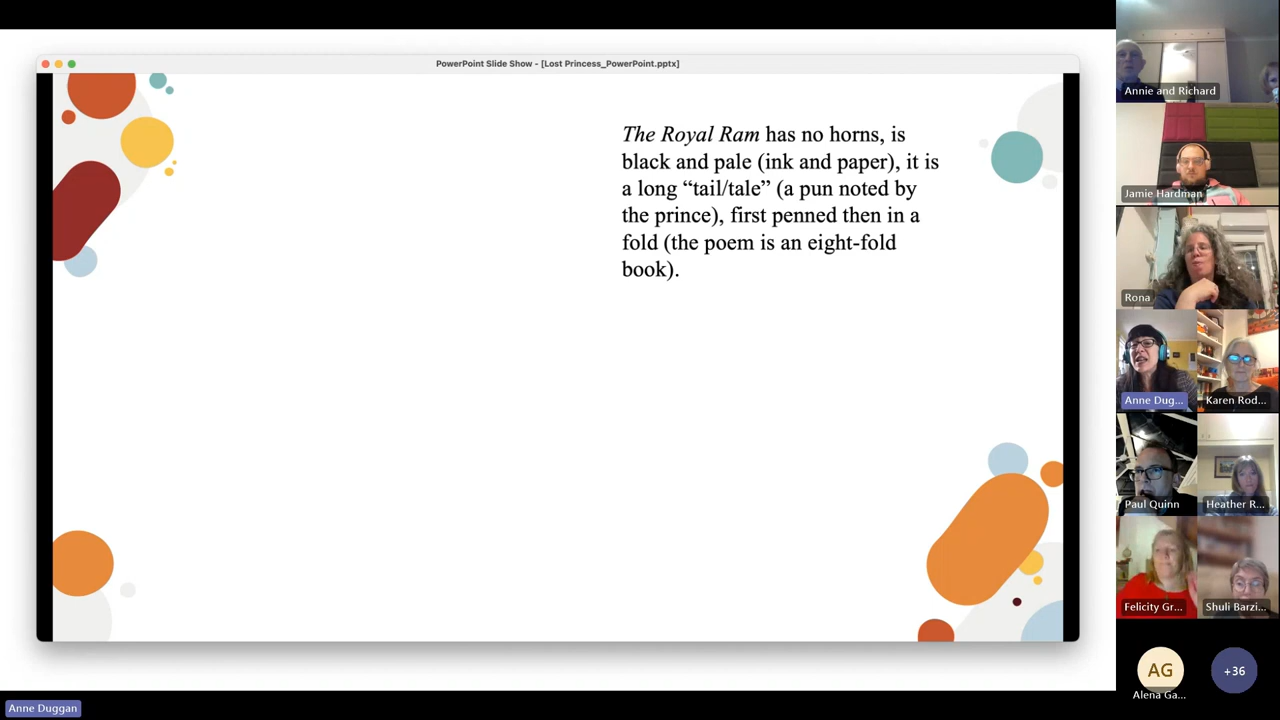 PowerPoint Slide Show - [Lost Princess_PowerPoint.pptx]
The Royal Ram has no horns, is
black and pale (ink and paper), it is
a long “tail/tale” (a pun noted by
the prince), first penned then in a
fold (the poem is an eight-fold
book).
Annie and Richard
Jamie Hardman
Rona
Anne Dug...
Karen Rod...
Paul Quinn
Heather R...
Felicity Gr...
Shuli Barzi...
AG
Alena Ga...
+36
Anne Duggan